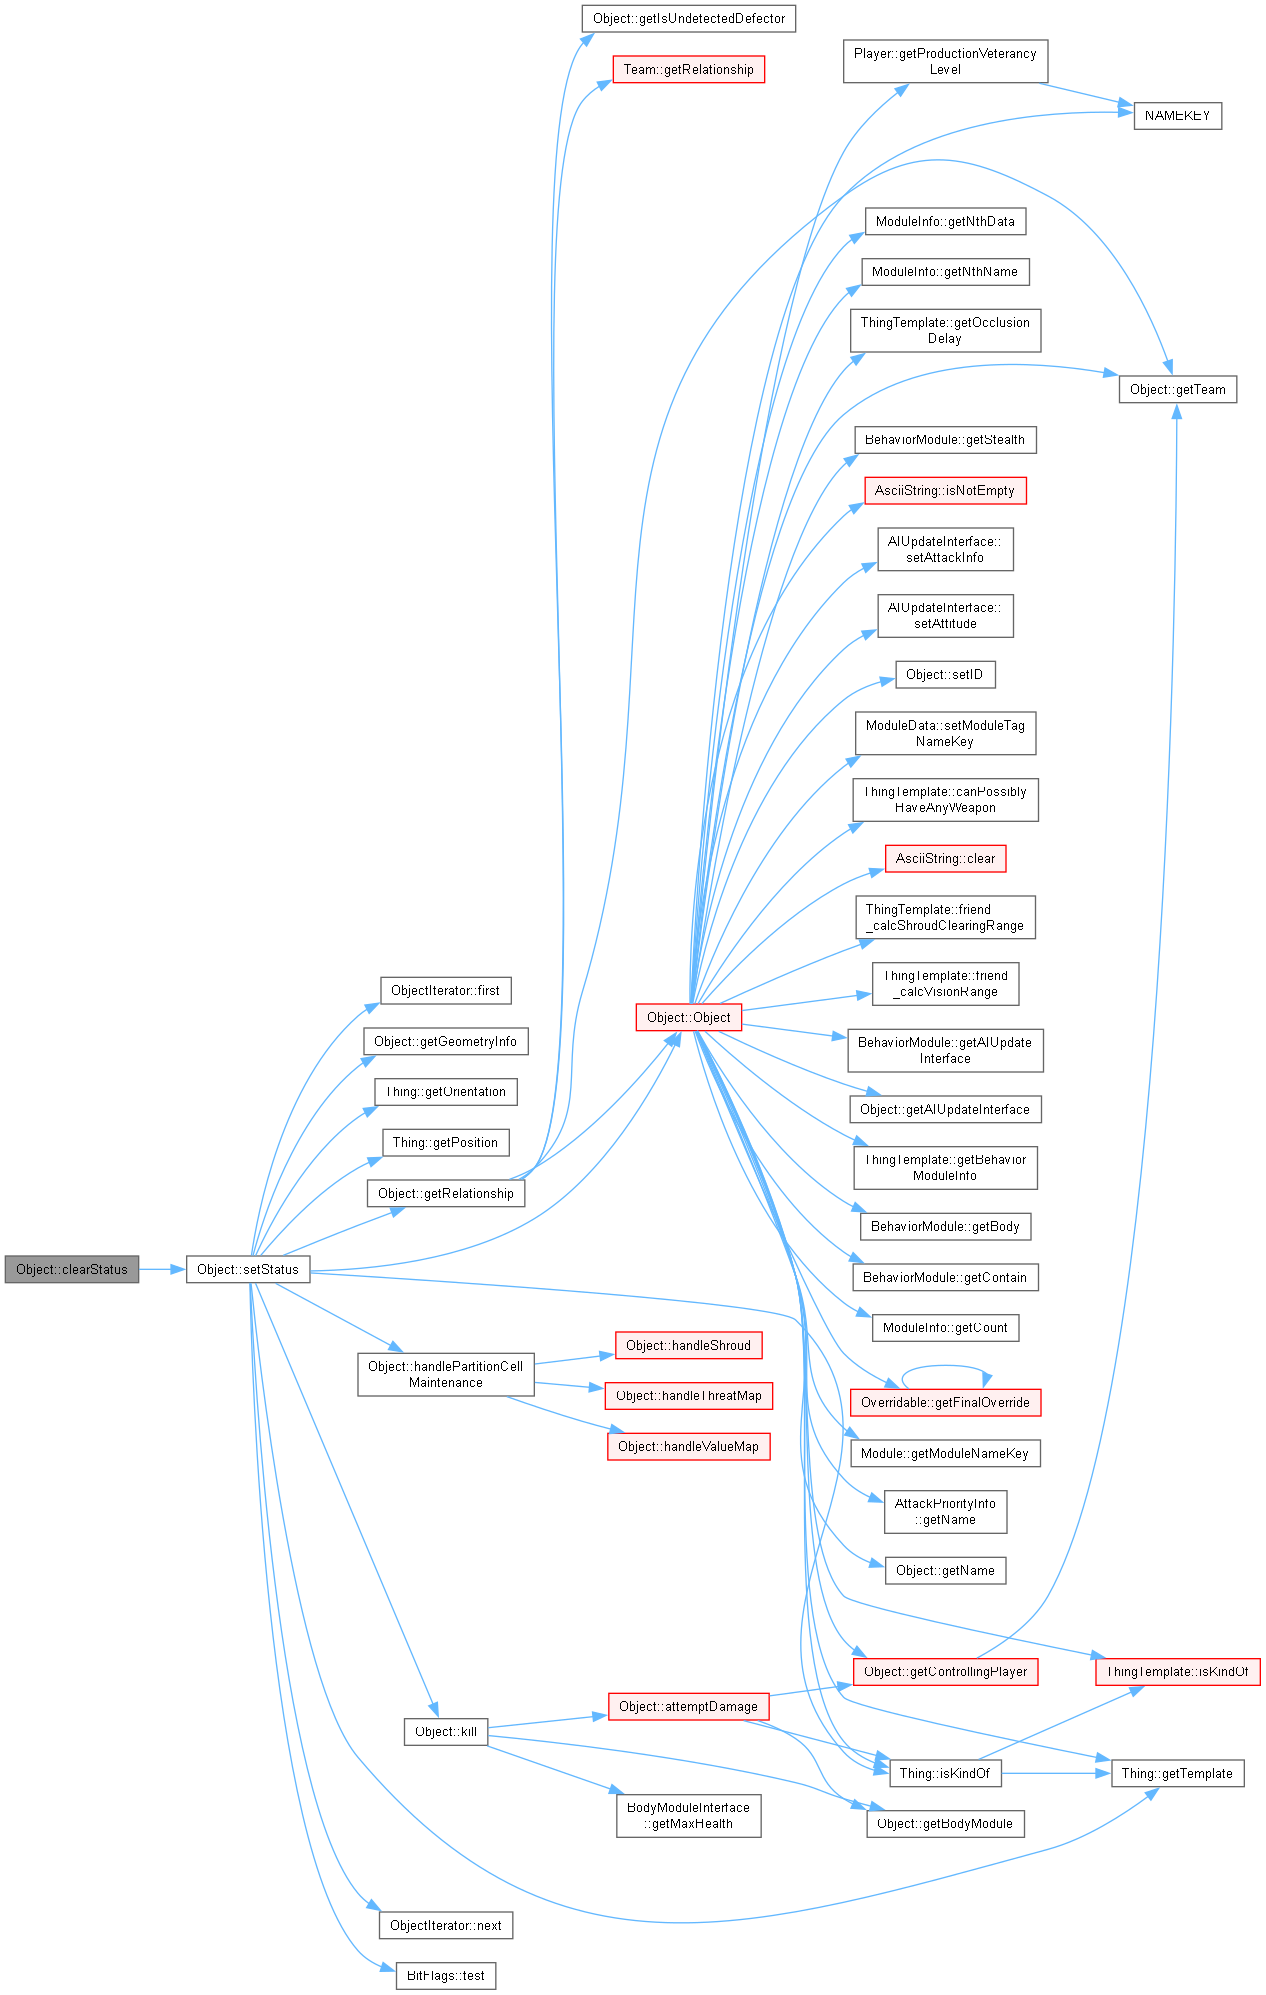 Object::getIsUndetectedDefector
Team::getRelationship
Player::getProductionVeterancy
Level
NAMEKEY
ModuleInfo::getNthData
ModuleInfo::getNthName
ThingTemplate::getOcclusion
Delay
Object::getTeam
BehaviorModule::getStealth
AsciiString::isNotEmpty
AIUpdateInterface::
setAttackInfo
AIUpdateInterface::
setAttitude
Object::setID
ModuleData::setModuleTag
NameKey
ThingTemplate::canPossibly
HaveAnyWeapon
AsciiString::clear
ThingTemplate::friend
_calcShroudClearingRange
ThingTemplate::friend
_calcVisionRange
ObjectIterator::first
Object::Object
Object::getGeometryInfo
BehaviorModule::getAIUpdate
Interface
Thing::getOrientation
Object::getAIUpdateInterface
Thing::getPosition
ThingTemplate::getBehavior
ModuleInfo
Object::getRelationship
BehaviorModule::getBody
Object::clearStatus
Object::setStatus
BehaviorModule::getContain
ModuleInfo::getCount
Object::handleShroud
Object::handlePartitionCell
Maintenance
Object::handleThreatMap
Overridable::getFinalOverride
Object::handleValueMap
Module::getModuleNameKey
AttackPriorityInfo
::getName
Object::getName
Object::getControllingPlayer
ThingTemplate::isKindOf
Object::attemptDamage
Object::kill
Thing::isKindOf
Thing::getTemplate
BodyModuleInterface
::getMaxHealth
Object::getBodyModule
ObjectIterator::next
BitFlags::test